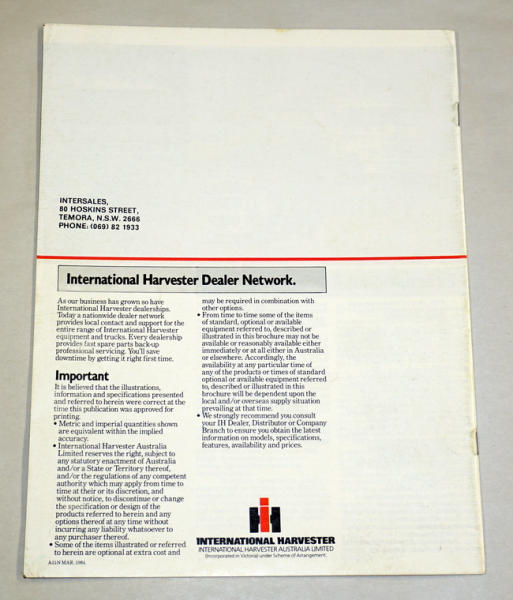 INTERSALES,
80 HOSKINS STREET,
TEMORA, N.S.W. 2666
PHONE: (069) 82 1933
International Harvester Dealer Network.
As our business has grown so have
International Harvester dealerships.
Today a nationwide dealer network
provides local contact and support for the
entire range of International Harvester
equipment and trucks. Every dealership
provides fast spare parts back-up
professional servicing. You'll save
downtime by getting it right first time.
Important
It is believed that the illustrations,
information and specifications presented
and referred to herein were correct at the
time this publication was approved for
printing.
• Metric and imperial quantities shown
are equivalent within the implied
accuracy.
• International Harvester Australia
Limited reserves the right, subject to
any statutory enactment of Australia
and/or a State or Territory thereof,
and/or the regulations of any competent
authority which may apply from time to
time at their or its discretion, and
without notice, to discontinue or change
the specification or design of the
products referred to herein and any
options thereof at any time without
incurring any liability whatsoever to
any purchaser thereof.
• Some of the items illustrated or referred
to herein are optional at extra cost and
may be required in combination with
other options.
• From time to time some of the items
of standard, optional or available
equipment referred to, described or
illustrated in this brochure may not be
available or reasonably available either
immediately or at all either in Australia
or elsewhere. Accordingly, the
availability at any particular time of
any of the products or times of standard
optional or available equipment referred
to, described or illustrated in this
brochure will be dependent upon the
local and/or overseas supply situation
prevailing at that time.
• We strongly recommend you consult
your IH Dealer, Distributor or Company
Branch to ensure you obtain the latest
information on models, specifications,
features, availability and prices.
INTERNATIONAL HARVESTER
INTERNATIONAL HARVESTER AUSTRALIA LIMITED
(Incorporated in Victoria) under Scheme of Arrangement.
MAR. 1984